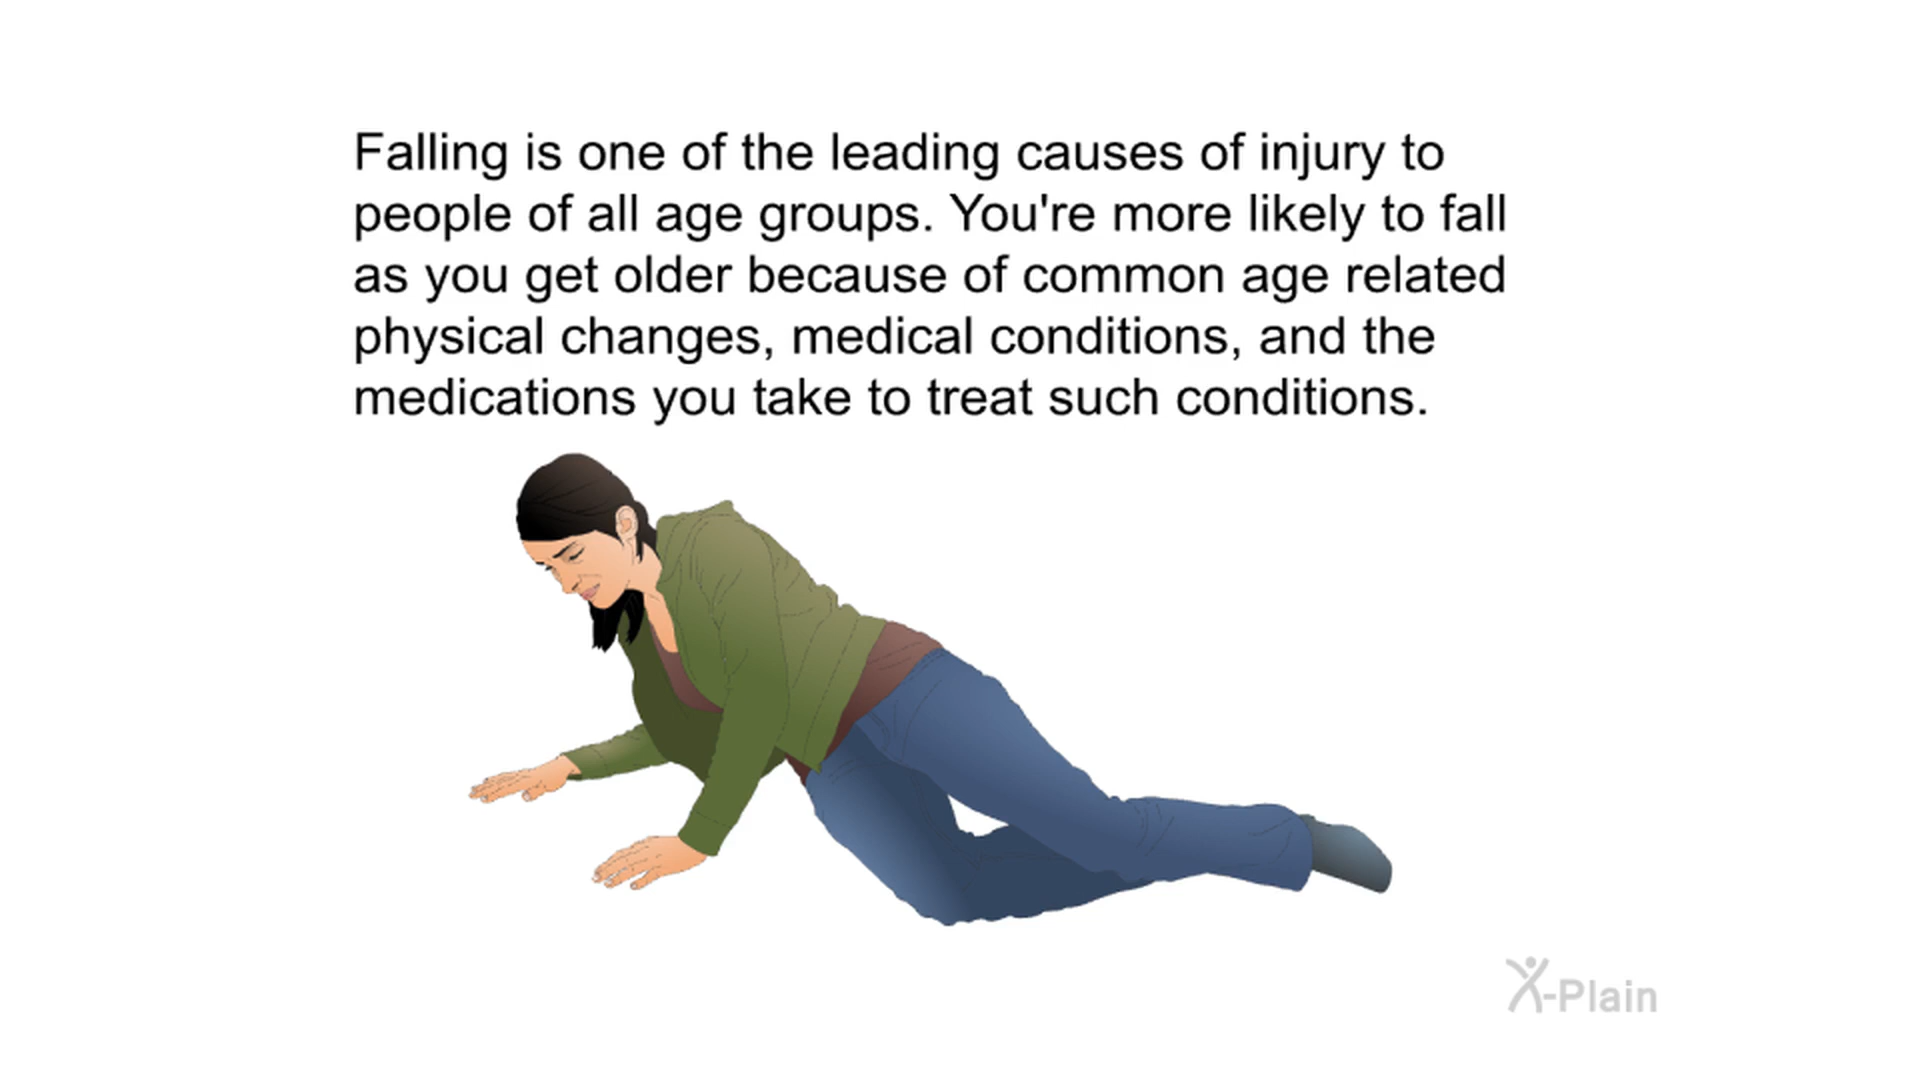 Falling is one of the leading causes of injury to
people of all age groups. You're more likely to fall
as you get older because of common age related
physical changes, medical conditions, and the
medications you take to treat such conditions.
X-Plain